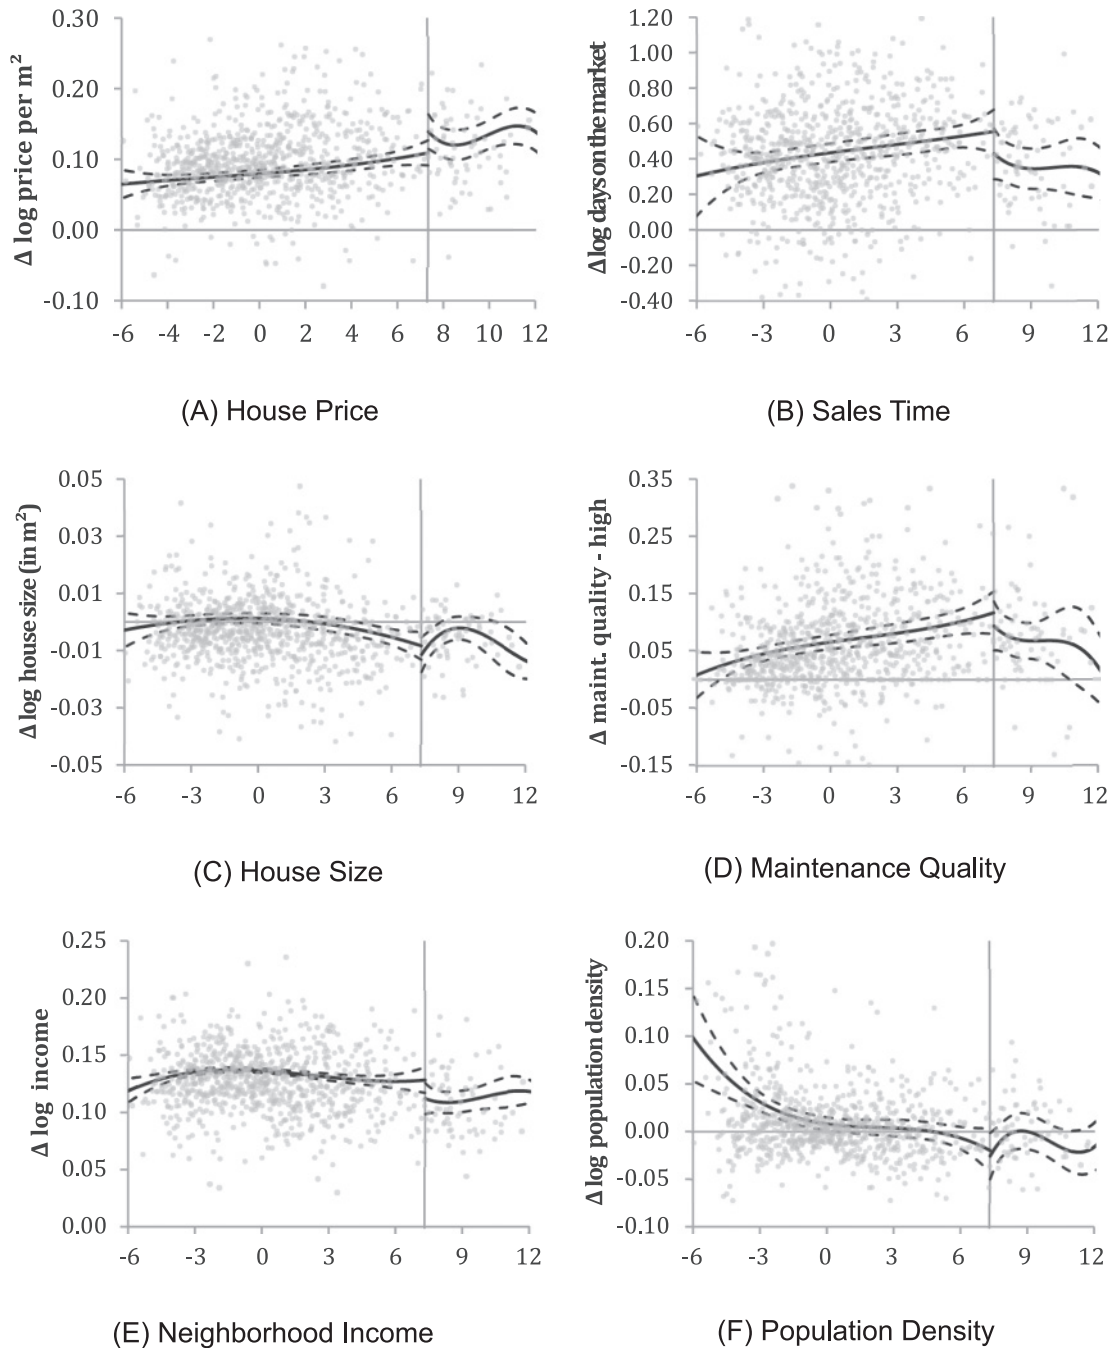 Δ log price per m²
0.30
0.20
0.10
0.00
-0.10
-6 -4 -2 0 2 4 6 8 10 12
(A) House Price
Δ log days on the market
1.20
1.00
0.80
0.60
0.40
0.20
0.00
-0.20
-0.40
-6 -3 0 3 6 9 12
(B) Sales Time
Δ log house size (in m²)
0.05
0.03
0.01
-0.01
-0.03
-0.05
-6 -3 0 3 6 9 12
(C) House Size
Δ maint. quality - high
0.35
0.25
0.15
0.05
-0.05
-0.15
-6 -3 0 3 6 9 12
(D) Maintenance Quality
Δ log income
0.25
0.20
0.15
0.10
0.05
0.00
-6 -3 0 3 6 9 12
(E) Neighborhood Income
Δ log population density
0.20
0.15
0.10
0.05
0.00
-0.05
-0.10
-6 -3 0 3 6 9 12
(F) Population Density